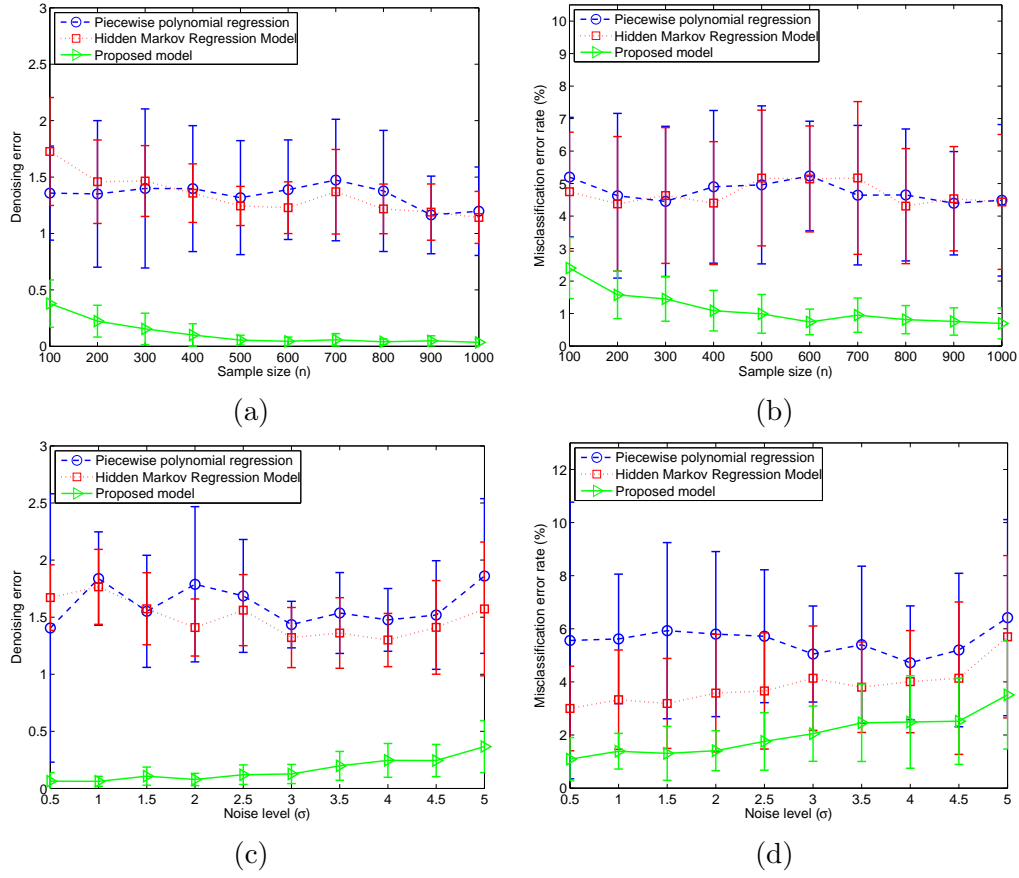 3
2.5
2
1.5
1
0.5
0
Denoising error
Piecewise polynomial regression
Hidden Markov Regression Model
Proposed model
100 200 300 400 500 600 700 800 900 1000
Sample size (n)
(a)
10
9
8
7
6
5
4
3
2
1
0
Misclassification error rate (%)
Piecewise polynomial regression
Hidden Markov Regression Model
Proposed model
100 200 300 400 500 600 700 800 900 1000
Sample size (n)
(b)
3
2.5
2
1.5
1
0.5
0
Denoising error
Piecewise polynomial regression
Hidden Markov Regression Model
Proposed model
0.5 1 1.5 2 2.5 3 3.5 4 4.5 5
Noise level (σ)
(c)
12
10
8
6
4
2
0
Misclassification error rate (%)
Piecewise polynomial regression
Hidden Markov Regression Model
Proposed model
0.5 1 1.5 2 2.5 3 3.5 4 4.5 5
Noise level (σ)
(d)